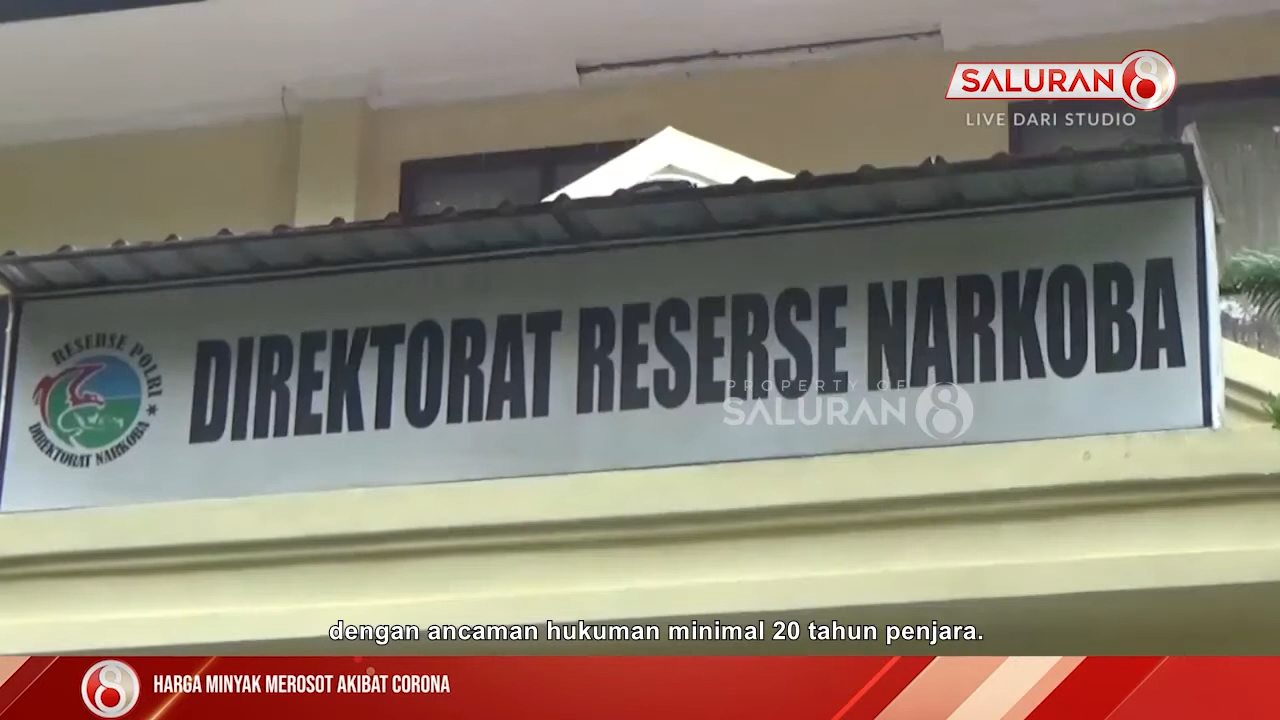 SALURAN 8
LIVE DARI STUDIO
RESERSE POLRI
DIREKTORAT NARKOBA
DIREKTORAT RESERSE NARKOBA
PROPERTY OF
SALURAN 8
dengan ancaman hukuman minimal 20 tahun penjara.
8 HARGA MINYAK MEROSOT AKIBAT CORONA